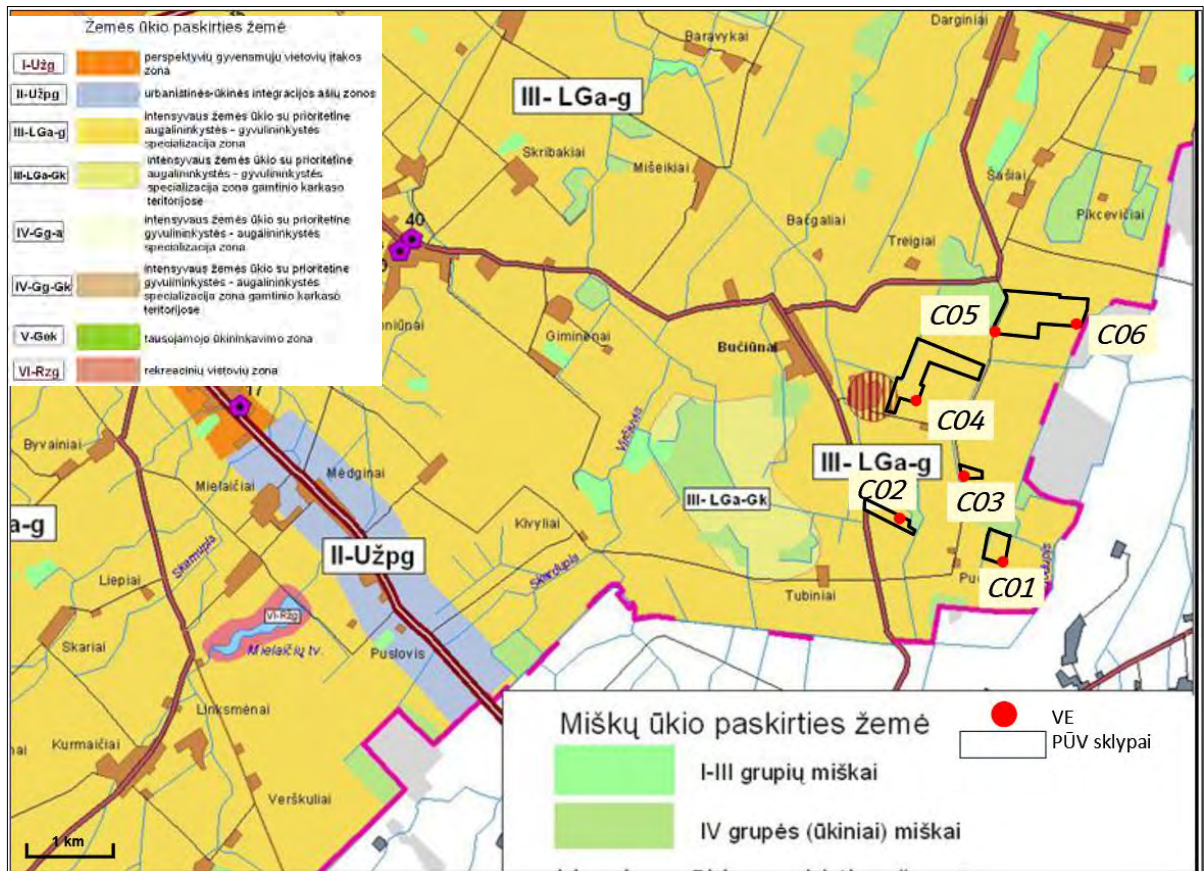 Žemės ūkio paskirties žemė
I-Užg
perspektyvių gyvenamųjų vietovių įtakos
zona
II-Užpg
urbanistinės-ūkinės integracijos ašių zonos
III-LGa-g
intensyvaus žemės ūkio su prioritetine
augalininkystės - gyvulininkystės
specializacija zona
III-LGa-Gk
intensyvaus žemės ūkio su prioritetine
augalininkystės - gyvulininkystės
specializacija zona gamtinio karkaso
teritorijose
IV-Gg-a
intensyvaus žemės ūkio su prioritetine
gyvulininkystės - augalininkystės
specializacija zona
IV-Gg-Gk
intensyvaus žemės ūkio su prioritetine
gyvulininkystės - augalininkystės
specializacija zona gamtinio karkaso
teritorijose
V-Gek
tausojamojo ūkininkavimo zona
VI-Rzg
rekreacinių vietovių zona
Darginiai
Baravykai
III- LGa-g
Skribakiai
Mišeikiai
Šašiai
Pikcevičiai
Bačgaliai
Treigiai
40
oniūnai
Giminėnai
Bučiūnai
C05
C06
C04
17
Byvainiai
Medginai
Mielaičiai
III- LGa-g
C03
C02
III- LGa-Gk
a-g
Kivyliai
II-Užpg
Skardupis
Liepiai
C01
Tubiniai
VI-Ržg
Skariai
Mielaičių tv.
Puslovis
Linksmėnai
Kurmaičiai
Verškuliai
1 km
Miškų ūkio paskirties žemė
I-III grupių miškai
IV grupės (ūkiniai) miškai
VE
PŪV sklypai